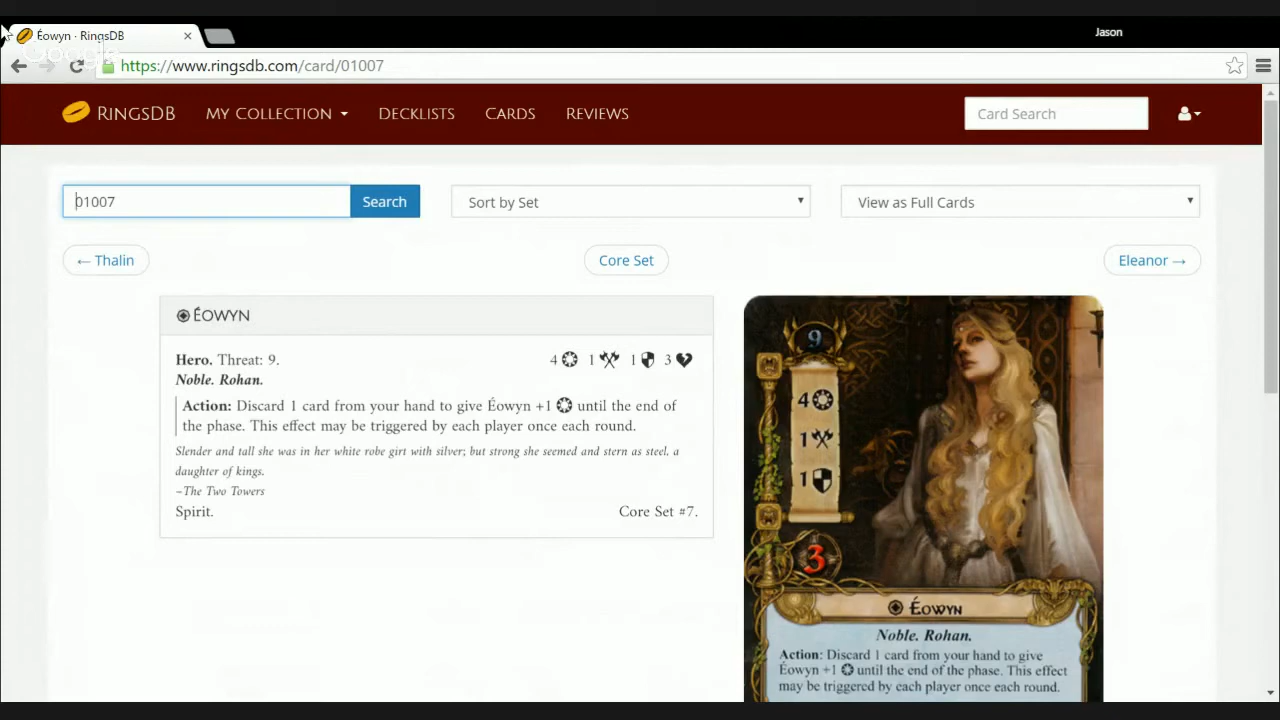 Éowyn · RingsDB
Jason
Google
https://www.ringsdb.com/card/01007
RINGSDB MY COLLECTION DECKLISTS CARDS REVIEWS Card Search
01007 Search Sort by Set View as Full Cards
← Thalin Core Set Eleanor →
ÉOWYN
Hero. Threat: 9. 4 1 1 3
Noble. Rohan.
Action: Discard 1 card from your hand to give Éowyn +1 until the end of
the phase. This effect may be triggered by each player once each round.
Slender and tall she was in her white robe girt with silver; but strong she seemed and stern as steel, a
daughter of kings.
–The Two Towers
Spirit. Core Set #7.
9
4
1
1
3
Éowyn
Noble. Rohan.
Action: Discard 1 card from your hand to give
Éowyn +1 until the end of the phase. This effect
may be triggered by each player once each round.